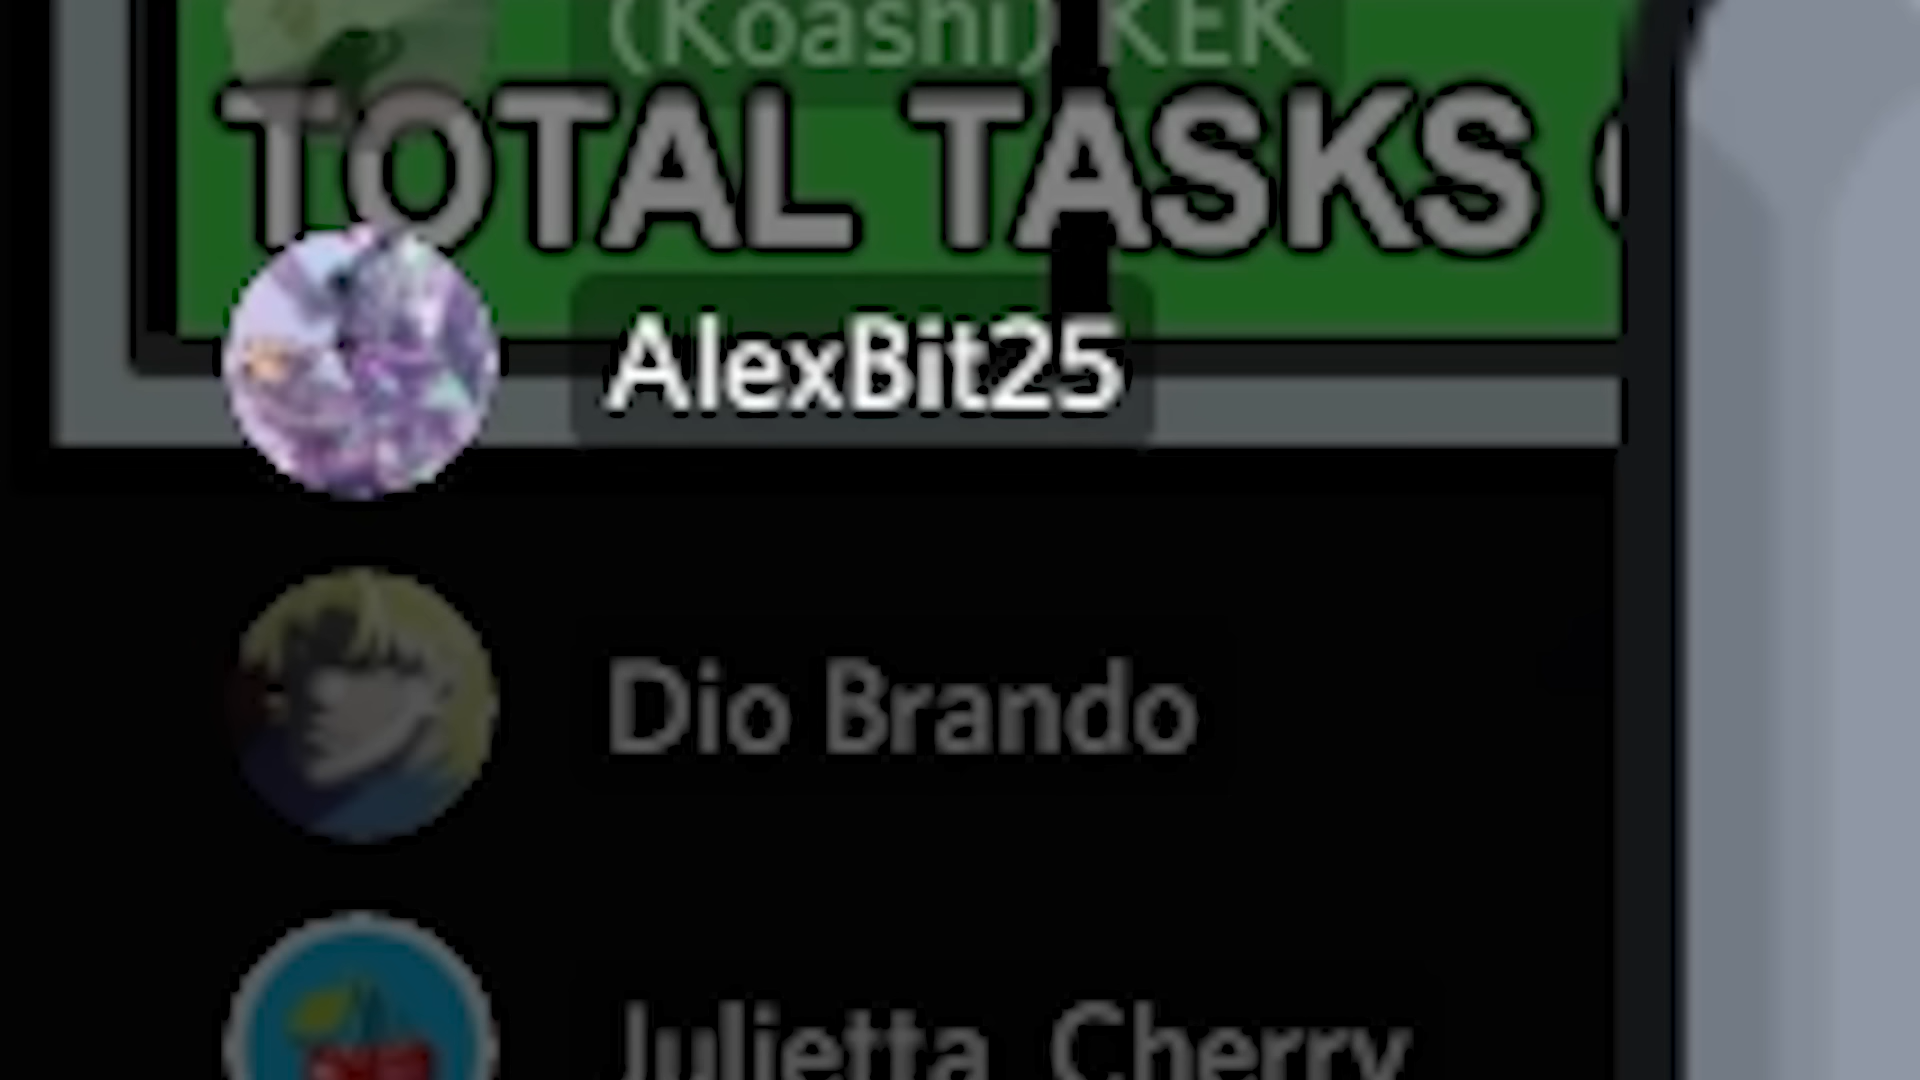 (Koashi) KEK
TOTAL TASKS
AlexBit25
Dio Brando
Julietta Cherry